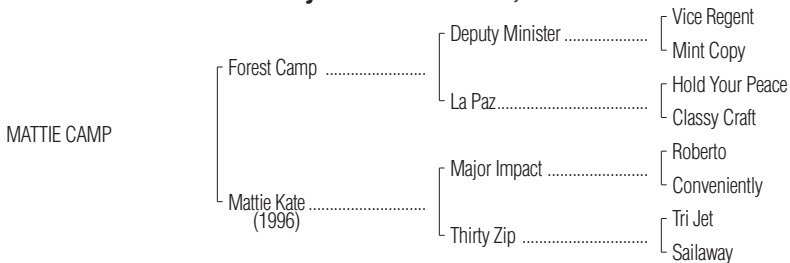 MATTIE CAMP
Forest Camp ........................
Mattie Kate ............................
(1996)
Deputy Minister ....................
La Paz....................................
Major Impact ........................
Thirty Zip ..............................
Vice Regent
Mint Copy
Hold Your Peace
Classy Craft
Roberto
Conveniently
Tri Jet
Sailaway